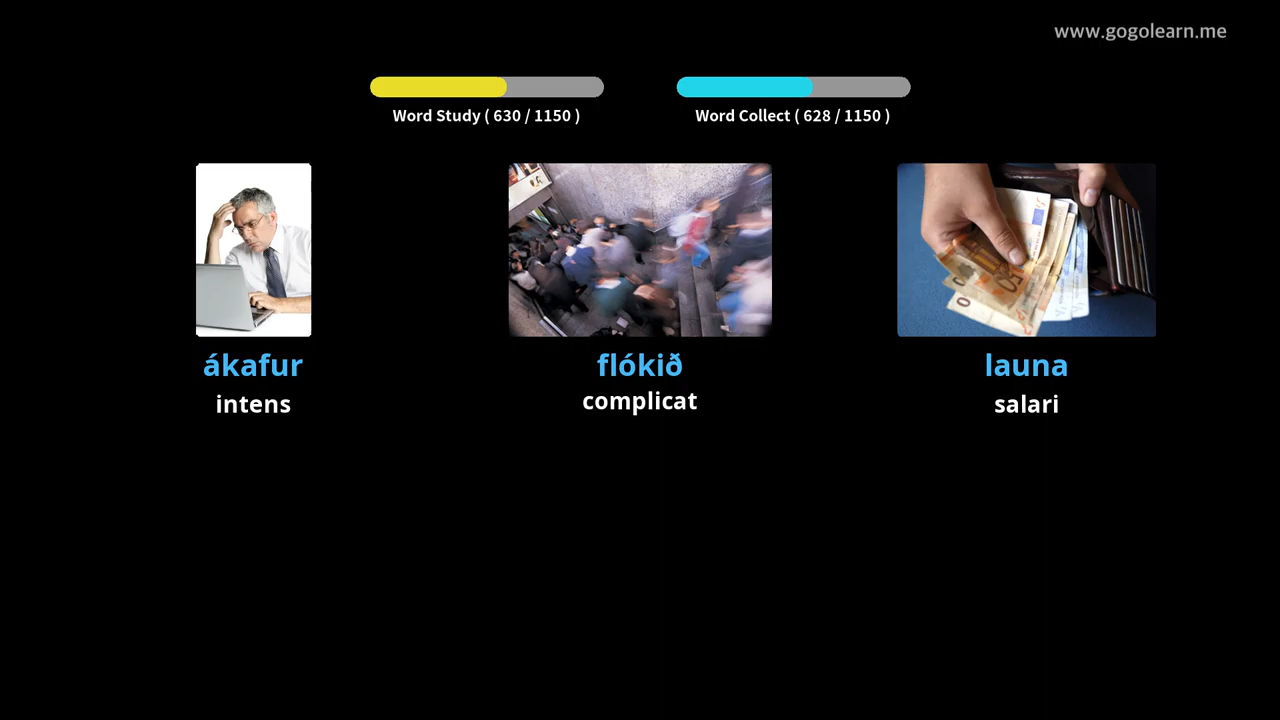 www.gogolearn.me
Word Study ( 630 / 1150 )
Word Collect ( 628 / 1150 )
ákafur
flókið
launa
intens
complicat
salari